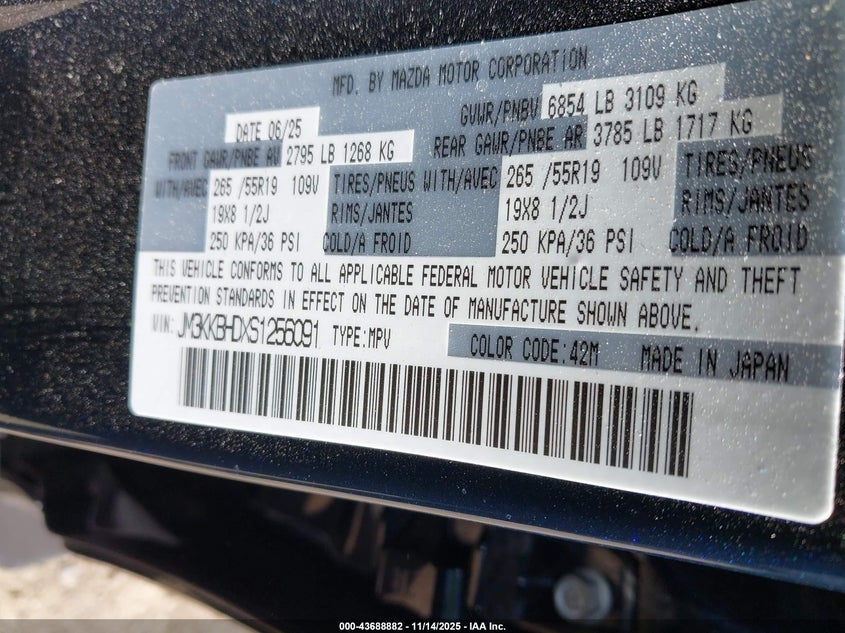 MFD. BY MAZDA MOTOR CORPORATION
DATE 06/25 GVWR/PNBV 6854 LB 3109 KG
FRONT GAWR/PNBE AV 2795 LB 1268 KG REAR GAWR/PNBE AR 3785 LB 1717 KG
WITH/AVEC 265 /55R19 109V TIRES/PNEUS WITH/AVEC 265 /55R19 109V TIRES/PNEUS
19X8 1/2J RIMS/JANTES 19X8 1/2J RIMS/JANTES
250 KPA/36 PSI COLD/A FROID 250 KPA/36 PSI COLD/A FROID
THIS VEHICLE CONFORMS TO ALL APPLICABLE FEDERAL MOTOR VEHICLE SAFETY AND THEFT
PREVENTION STANDARDS IN EFFECT ON THE DATE OF MANUFACTURE SHOWN ABOVE.
VIN: JM3KKBHDXS1256091 TYPE:MPV COLOR CODE:42M MADE IN JAPAN
000-43688882 - 11/14/2025 - IAA Inc.